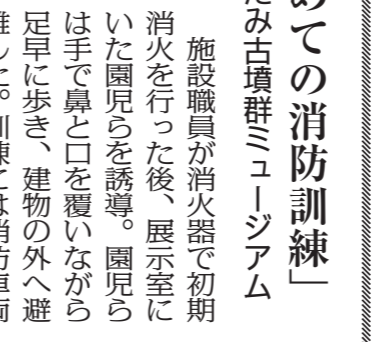 めての消防訓練」
たみ古墳群ミュージアム
施設職員が消火器で初期
消火を行った後、展示室に
いた園児らを誘導。園児ら
は手で鼻と口を覆いながら
足早に歩き、建物の外へ避
難した。訓練には消防車両